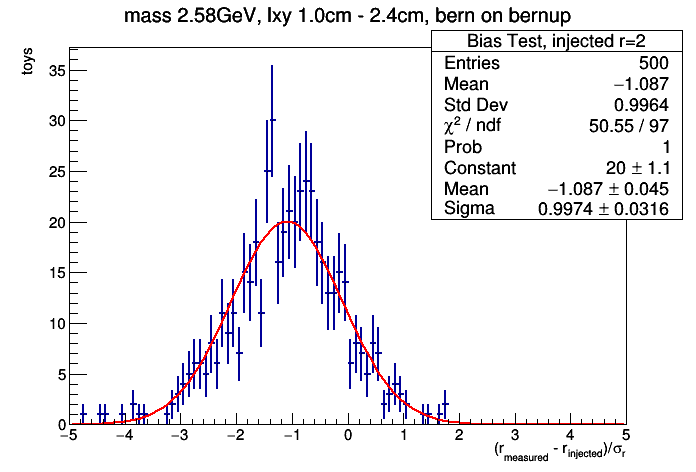 mass 2.58GeV, lxy 1.0cm - 2.4cm, bern on bernup
toys
Bias Test, injected r=2
Entries 500
Mean −1.087
Std Dev 0.9964
χ² / ndf 50.55 / 97
Prob 1
Constant 20 ± 1.1
Mean −1.087 ± 0.045
Sigma 0.9974 ± 0.0316
35
30
25
20
15
10
5
0
−5 −4 −3 −2 −1 0 1 2 3 4 5
(r_measured - r_injected)/σ_r